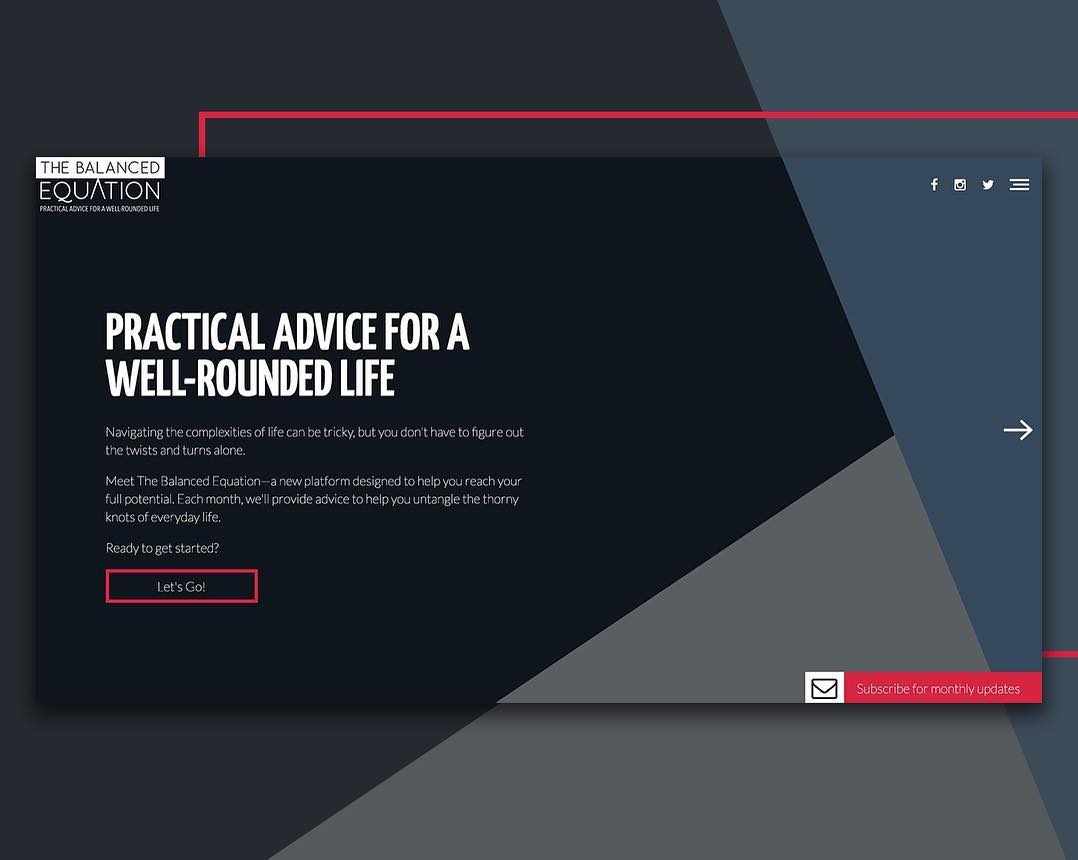 THE BALANCED
EQUATION
PRACTICAL ADVICE FOR A WELL-ROUNDED LIFE
PRACTICAL ADVICE FOR A
WELL-ROUNDED LIFE
Navigating the complexities of life can be tricky, but you don't have to figure out
the twists and turns alone.
Meet The Balanced Equation—a new platform designed to help you reach your
full potential. Each month, we'll provide advice to help you untangle the thorny
knots of everyday life.
Ready to get started?
Let's Go!
Subscribe for monthly updates